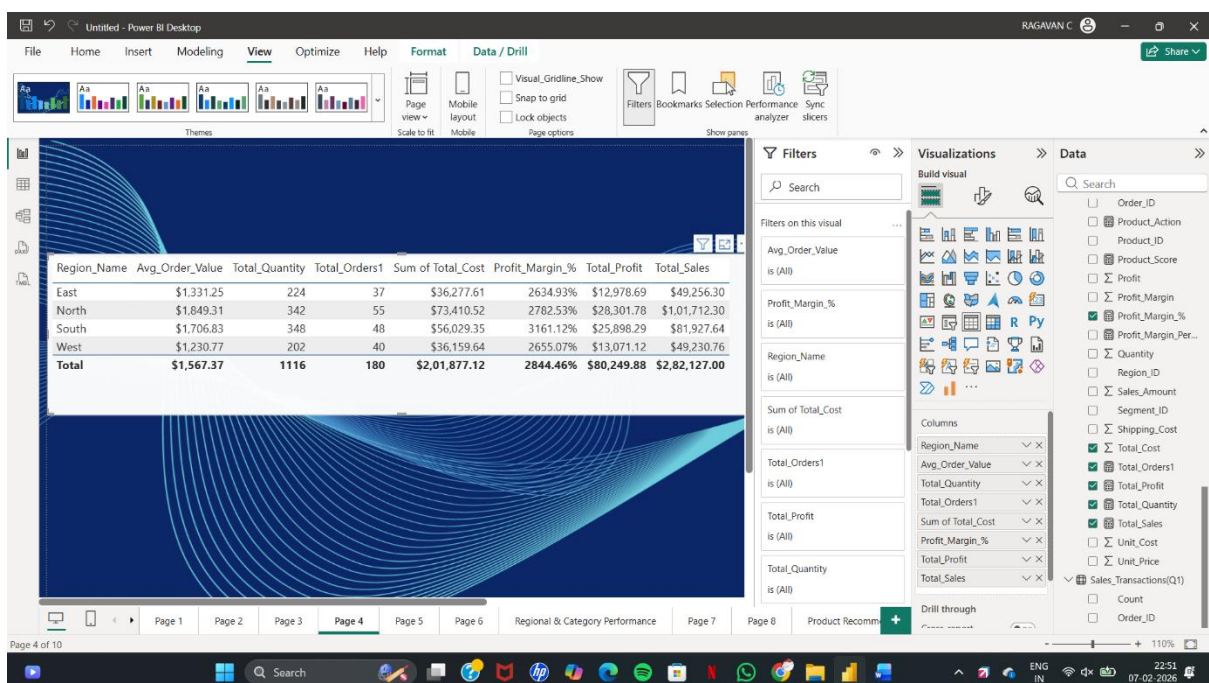 Untitled - Power BI Desktop
RAGAVAN C
File Home Insert Modeling View Optimize Help Format Data / Drill
Share
Aa Aa Aa Aa Aa Aa
Page view
Mobile layout
Visual_Gridline_Show
Snap to grid
Lock objects
Filters Bookmarks Selection Performance analyzer Sync slicers
Themes Scale to fit Mobile Page options Show panes
Region_Name Avg_Order_Value Total_Quantity Total_Orders1 Sum of Total_Cost Profit_Margin_% Total_Profit Total_Sales
East $1,331.25 224 37 $36,277.61 2634.93% $12,978.69 $49,256.30
North $1,849.31 342 55 $73,410.52 2782.53% $28,301.78 $1,01,712.30
South $1,706.83 348 48 $56,029.35 3161.12% $25,898.29 $81,927.64
West $1,230.77 202 40 $36,159.64 2655.07% $13,071.12 $49,230.76
Total $1,567.37 1116 180 $2,01,877.12 2844.46% $80,249.88 $2,82,127.00
Filters
Search
Filters on this visual
Avg_Order_Value
is (All)
Profit_Margin_%
is (All)
Region_Name
is (All)
Sum of Total_Cost
is (All)
Total_Orders1
is (All)
Total_Profit
is (All)
Total_Quantity
is (All)
Visualizations
Build visual
R Py
Columns
Region_Name
Avg_Order_Value
Total_Quantity
Total_Orders1
Sum of Total_Cost
Profit_Margin_%
Total_Profit
Total_Sales
Drill through
Data
Search
Order_ID
Product_Action
Product_ID
Product_Score
Profit
Profit_Margin
Profit_Margin_%
Profit_Margin_Per...
Quantity
Region_ID
Sales_Amount
Segment_ID
Shipping_Cost
Total_Cost
Total_Orders1
Total_Profit
Total_Quantity
Total_Sales
Unit_Cost
Unit_Price
Sales_Transactions(Q1)
Count
Order_ID
Page 1 Page 2 Page 3 Page 4 Page 5 Page 6 Regional & Category Performance Page 7 Page 8 Product Recomm
Page 4 of 10
110%
Search
ENG
IN
22:51
07-02-2026